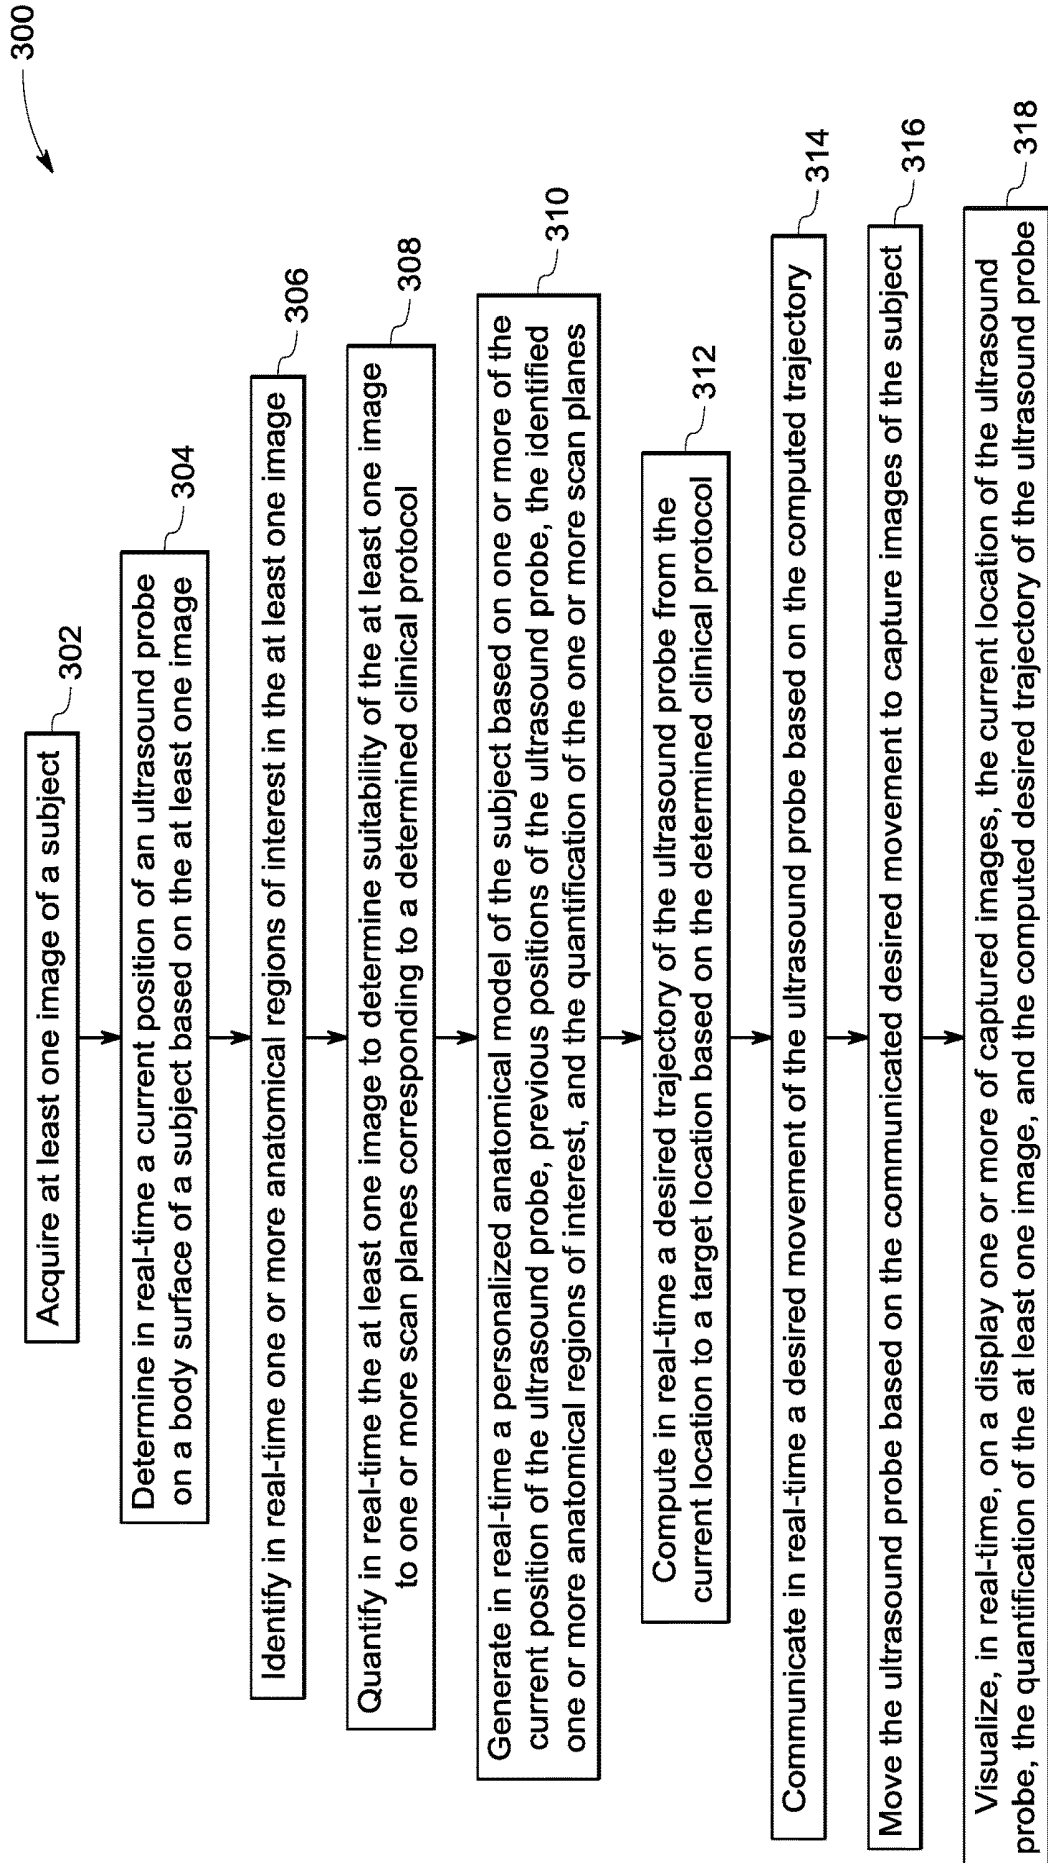 300
Acquire at least one image of a subject
302
Determine in real-time a current position of an ultrasound probe
on a body surface of a subject based on the at least one image
304
Identify in real-time one or more anatomical regions of interest in the at least one image
306
Quantify in real-time the at least one image to determine suitability of the at least one image
to one or more scan planes corresponding to a determined clinical protocol
308
Generate in real-time a personalized anatomical model of the subject based on one or more of the
current position of the ultrasound probe, previous positions of the ultrasound probe, the identified
one or more anatomical regions of interest, and the quantification of the one or more scan planes
310
Compute in real-time a desired trajectory of the ultrasound probe from the
current location to a target location based on the determined clinical protocol
312
Communicate in real-time a desired movement of the ultrasound probe based on the computed trajectory
314
Move the ultrasound probe based on the communicated desired movement to capture images of the subject
316
Visualize, in real-time, on a display one or more of captured images, the current location of the ultrasound
probe, the quantification of the at least one image, and the computed desired trajectory of the ultrasound probe
318